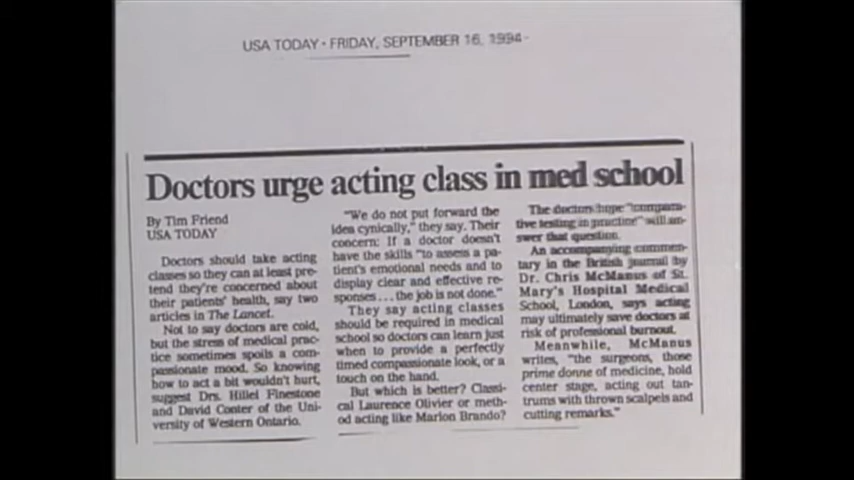 USA TODAY · FRIDAY, SEPTEMBER 16, 1994
Doctors urge acting class in med school
By Tim Friend
USA TODAY
Doctors should take acting
classes so they can at least pre-
tend they're concerned about
their patients' health, say two
articles in The Lancet.
Not to say doctors are cold,
but the stress of medical prac-
tice sometimes spoils a com-
passionate mood. So knowing
how to act a bit wouldn't hurt,
suggest Drs. Hillel Finestone
and David Conter of the Uni-
versity of Western Ontario.
"We do not put forward the
idea cynically," they say. Their
concern: If a doctor doesn't
have the skills "to assess a pa-
tient's emotional needs and to
display clear and effective re-
sponses . . . the job is not done."
They say acting classes
should be required in medical
school so doctors can learn just
when to provide a perfectly
timed compassionate look, or a
touch on the hand.
But which is better? Classi-
cal Laurence Olivier or meth-
od acting like Marlon Brando?
The doctors hope "compara-
tive testing in practice" will an-
swer that question.
An accompanying commen-
tary in the British journal by
Dr. Chris McManus of St.
Mary's Hospital Medical
School, London, says acting
may ultimately save doctors at
risk of professional burnout.
Meanwhile, McManus
writes, "the surgeons, those
prime donne of medicine, hold
center stage, acting out tan-
trums with thrown scalpels and
cutting remarks."